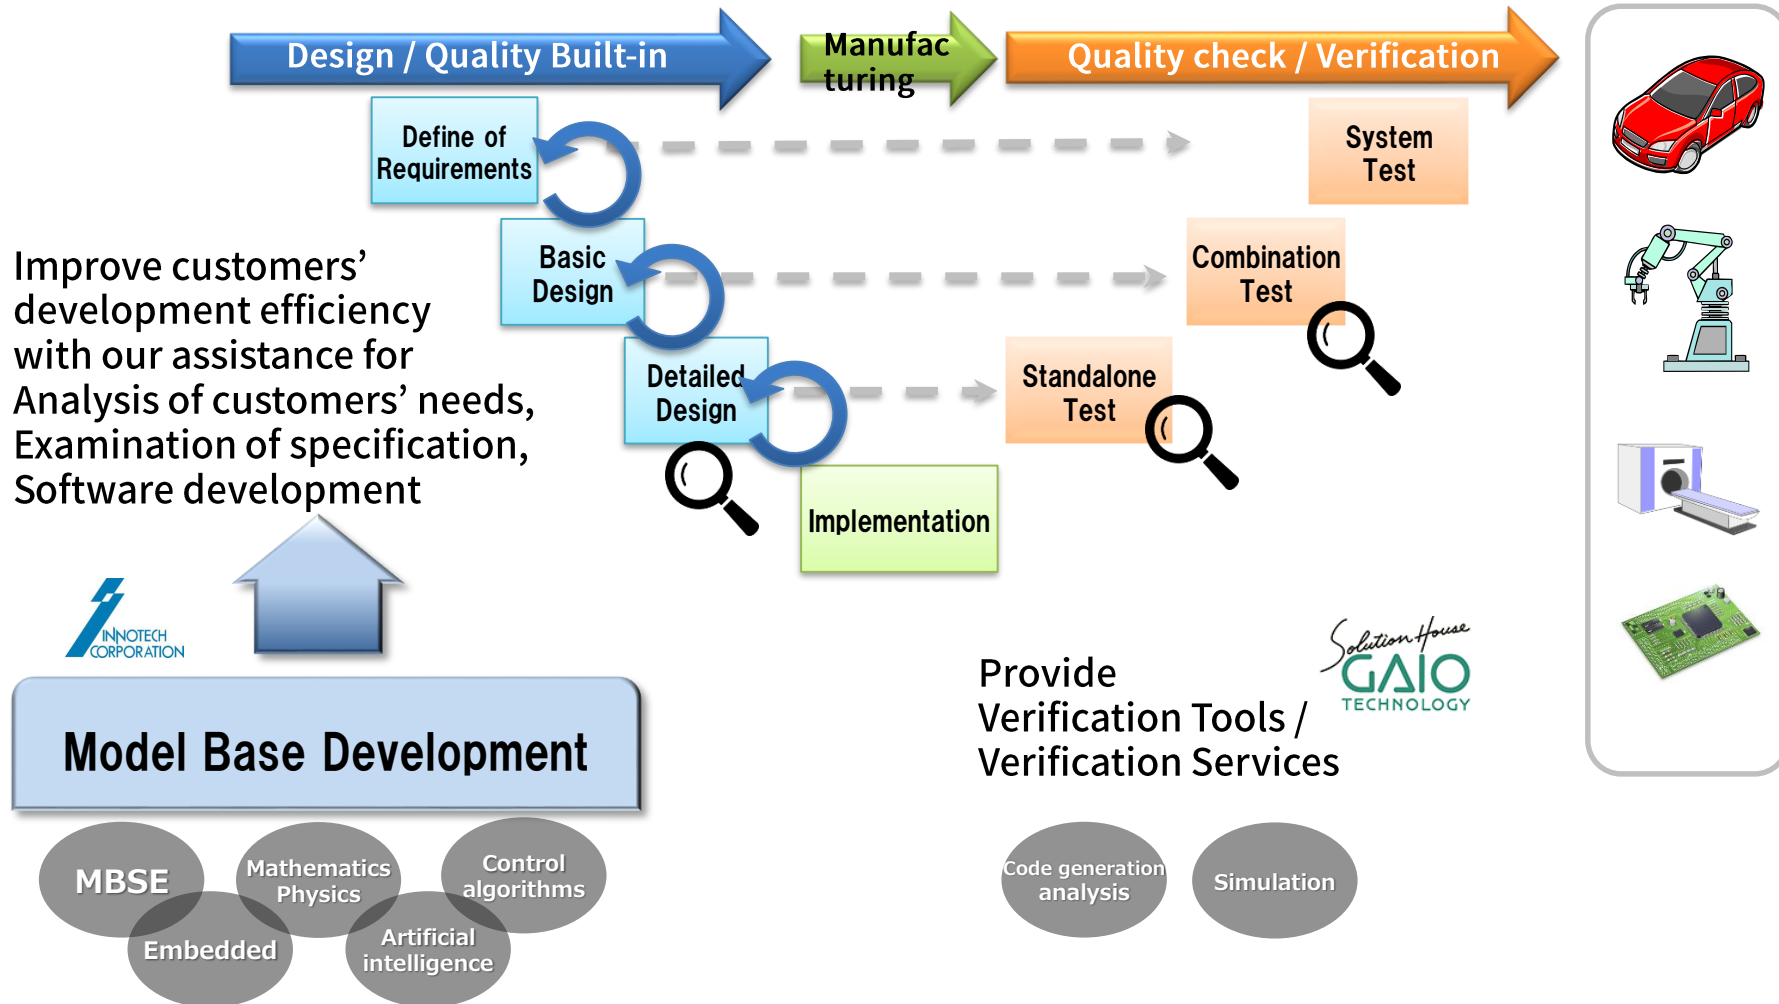 Design / Quality Built-in
Manufac
turing
Quality check / Verification
Define of
Requirements
System
Test
Basic
Design
Combination
Test
Improve customers’
development efficiency
with our assistance for
Analysis of customers’ needs,
Examination of specification,
Software development
Detailed
Design
Standalone
Test
Implementation
INNOTECH
CORPORATION
Solution House
GAIO
TECHNOLOGY
Provide
Verification Tools /
Verification Services
Model Base Development
MBSE
Mathematics
Physics
Control
algorithms
Embedded
Artificial
intelligence
Code generation
analysis
Simulation